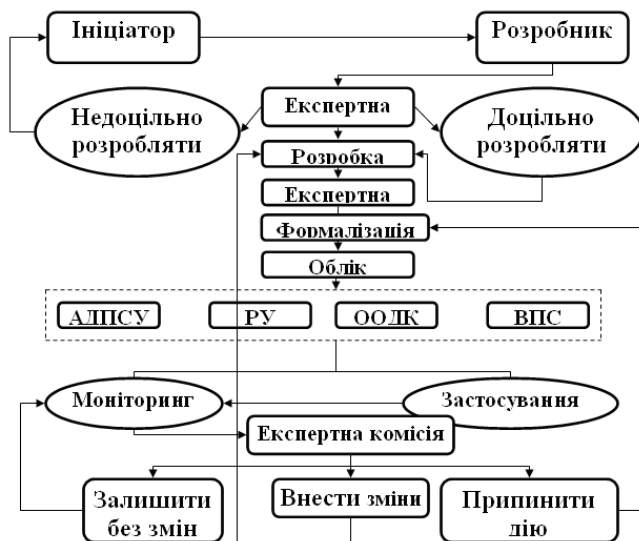 Ініціатор
Розробник
Експертна
Недоцільно
розробляти
Доцільно
розробляти
Розробка
Експертна
Формалізація
Облік
АДПСУ
РУ
ООДК
ВПС
Моніторинг
Застосування
Експертна комісія
Залишити
без змін
Внести зміни
Припинити
дію